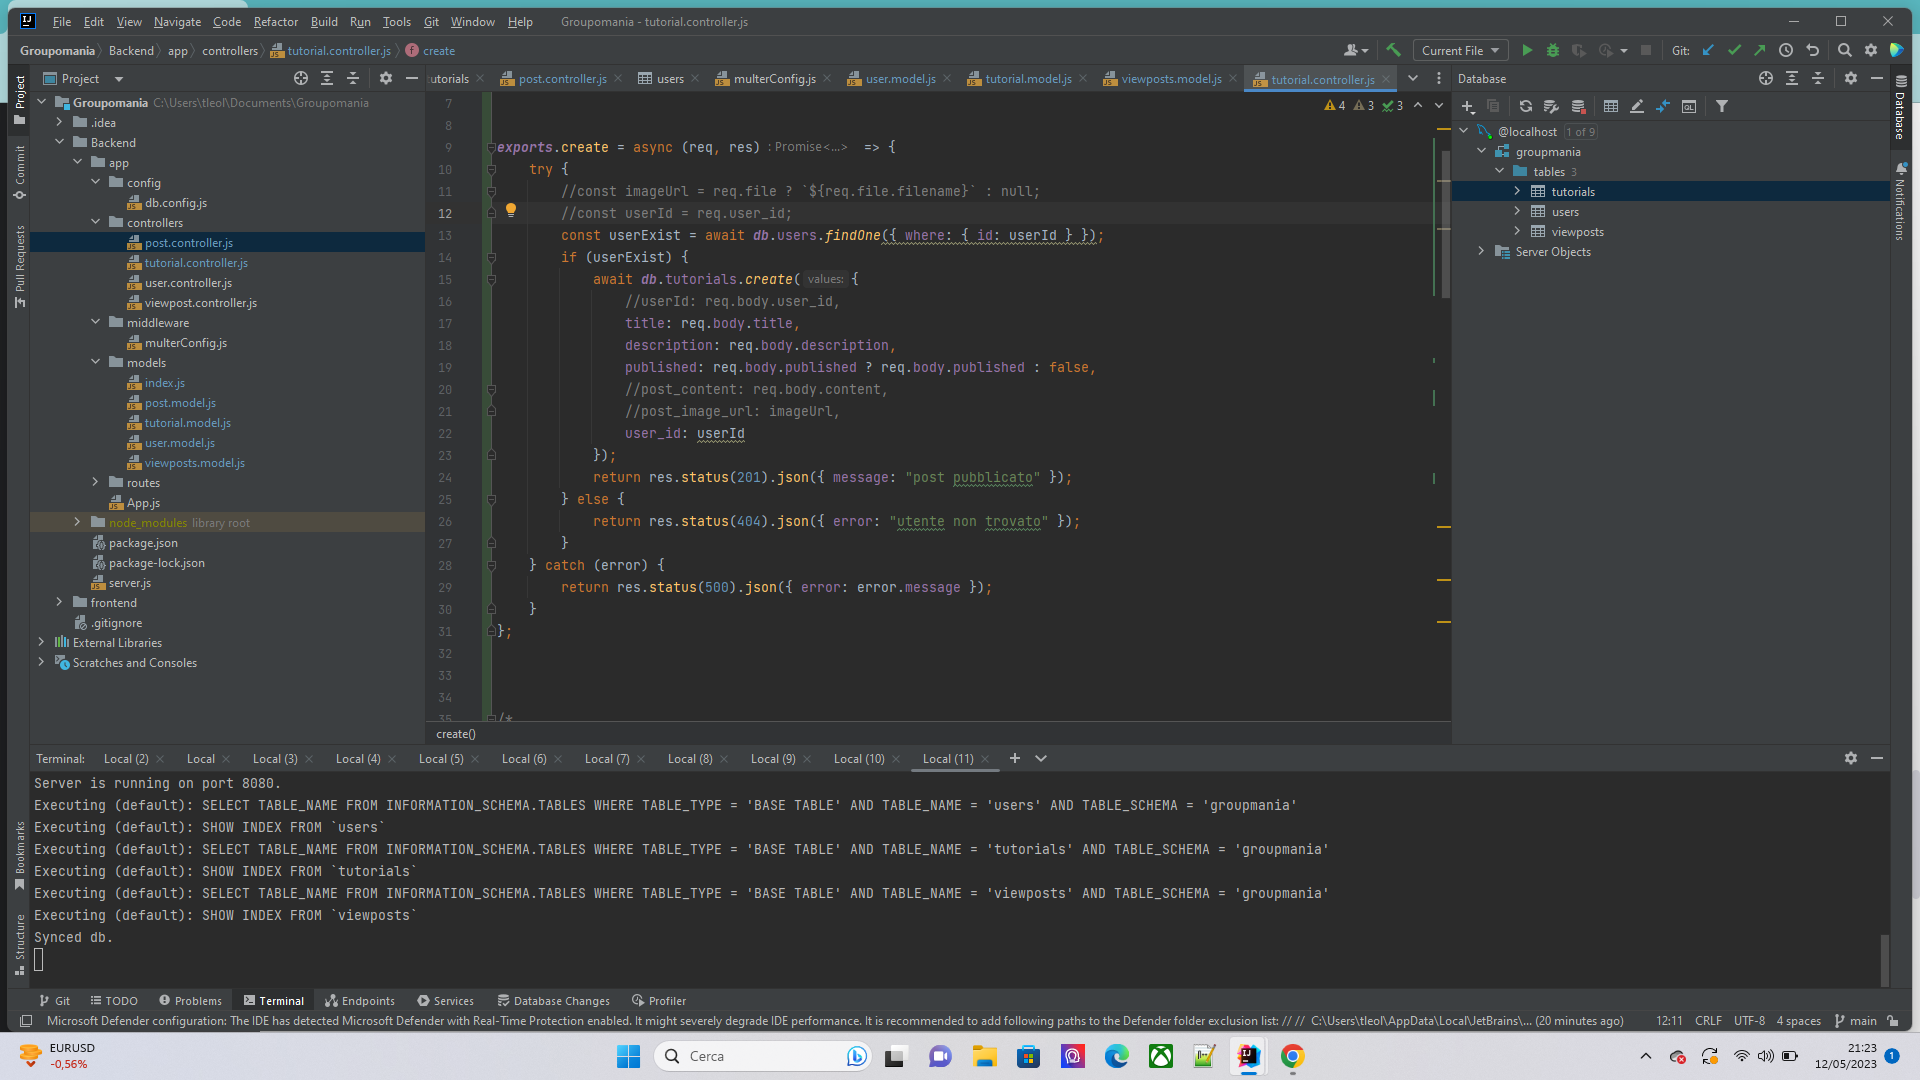 File Edit View Navigate Code Refactor Build Run Tools Git Window Help Groupomania - tutorial.controller.js
Groupomania Backend app controllers tutorial.controller.js create
Current File Git:
Project
utorials post.controller.js users multerConfig.js user.model.js tutorial.model.js viewposts.model.js tutorial.controller.js
Database
Groupomania C:\Users\tleol\Documents\Groupomania
.idea
Backend
app
config
db.config.js
controllers
post.controller.js
tutorial.controller.js
user.controller.js
viewpost.controller.js
middleware
multerConfig.js
models
index.js
post.model.js
tutorial.model.js
user.model.js
viewposts.model.js
routes
App.js
node_modules library root
package.json
package-lock.json
server.js
frontend
.gitignore
External Libraries
Scratches and Consoles
4 3 3
7
8
9 exports.create = async (req, res) : Promise<...> => {
10 try {
11 //const imageUrl = req.file ? `${req.file.filename}` : null;
12 //const userId = req.user_id;
13 const userExist = await db.users.findOne({ where: { id: userId } });
14 if (userExist) {
15 await db.tutorials.create( values: {
16 //userId: req.body.user_id,
17 title: req.body.title,
18 description: req.body.description,
19 published: req.body.published ? req.body.published : false,
20 //post_content: req.body.content,
21 //post_image_url: imageUrl,
22 user_id: userId
23 });
24 return res.status(201).json({ message: "post pubblicato" });
25 } else {
26 return res.status(404).json({ error: "utente non trovato" });
27 }
28 } catch (error) {
29 return res.status(500).json({ error: error.message });
30 }
31 };
32
33
34
35 /*
create()
@localhost 1 of 9
groupmania
tables 3
tutorials
users
viewposts
Server Objects
Project
Commit
Pull Requests
Bookmarks
Structure
Database
Notifications
Terminal: Local (2) Local Local (3) Local (4) Local (5) Local (6) Local (7) Local (8) Local (9) Local (10) Local (11)
Server is running on port 8080.
Executing (default): SELECT TABLE_NAME FROM INFORMATION_SCHEMA.TABLES WHERE TABLE_TYPE = 'BASE TABLE' AND TABLE_NAME = 'users' AND TABLE_SCHEMA = 'groupmania'
Executing (default): SHOW INDEX FROM `users`
Executing (default): SELECT TABLE_NAME FROM INFORMATION_SCHEMA.TABLES WHERE TABLE_TYPE = 'BASE TABLE' AND TABLE_NAME = 'tutorials' AND TABLE_SCHEMA = 'groupmania'
Executing (default): SHOW INDEX FROM `tutorials`
Executing (default): SELECT TABLE_NAME FROM INFORMATION_SCHEMA.TABLES WHERE TABLE_TYPE = 'BASE TABLE' AND TABLE_NAME = 'viewposts' AND TABLE_SCHEMA = 'groupmania'
Executing (default): SHOW INDEX FROM `viewposts`
Synced db.
Git TODO Problems Terminal Endpoints Services Database Changes Profiler
Microsoft Defender configuration: The IDE has detected Microsoft Defender with Real-Time Protection enabled. It might severely degrade IDE performance. It is recommended to add following paths to the Defender folder exclusion list: // // C:\Users\tleol\AppData\Local\JetBrains\... (20 minutes ago) 12:11 CRLF UTF-8 4 spaces main
EURUSD
-0,56%
Cerca
21:23
12/05/2023
1